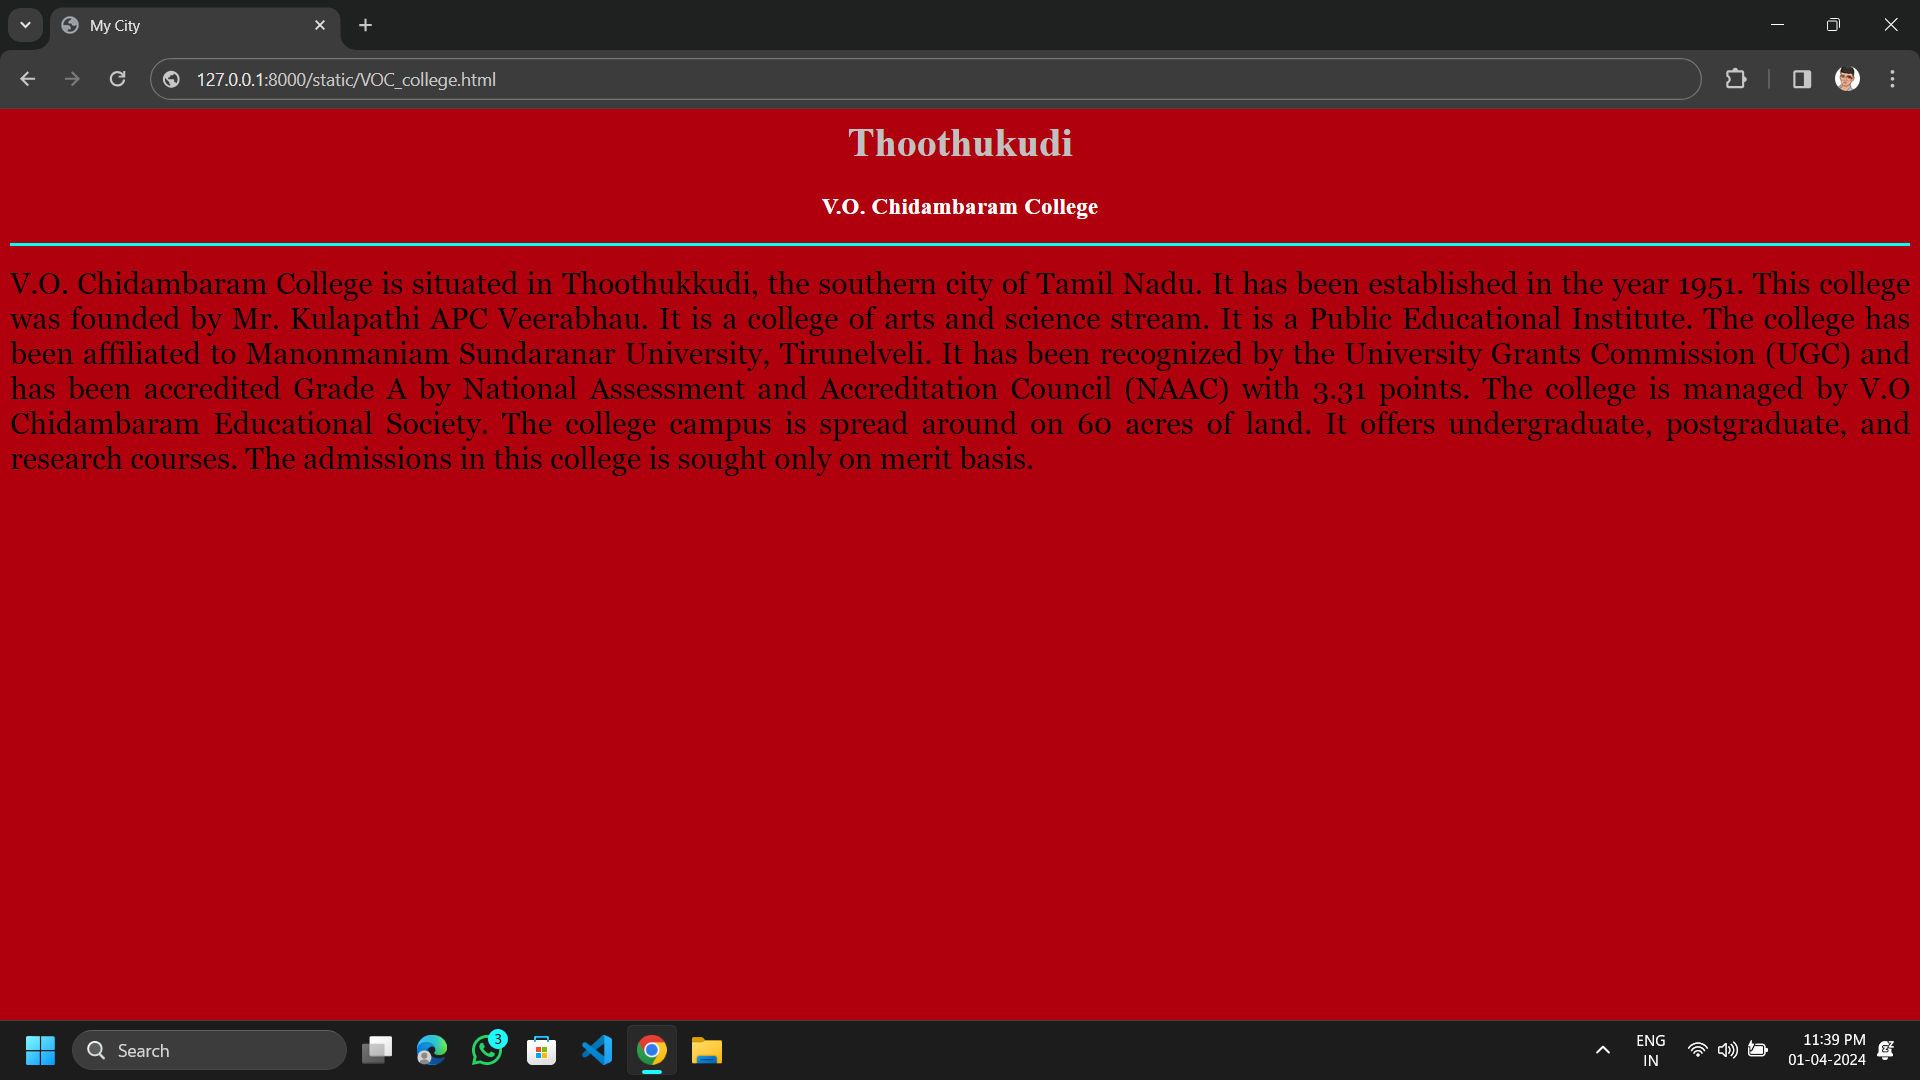 My City
127.0.0.1:8000/static/VOC_college.html
Thoothukudi
V.O. Chidambaram College
V.O. Chidambaram College is situated in Thoothukkudi, the southern city of Tamil Nadu. It has been established in the year 1951. This college
was founded by Mr. Kulapathi APC Veerabhau. It is a college of arts and science stream. It is a Public Educational Institute. The college has
been affiliated to Manonmaniam Sundaranar University, Tirunelveli. It has been recognized by the University Grants Commission (UGC) and
has been accredited Grade A by National Assessment and Accreditation Council (NAAC) with 3.31 points. The college is managed by V.O
Chidambaram Educational Society. The college campus is spread around on 60 acres of land. It offers undergraduate, postgraduate, and
research courses. The admissions in this college is sought only on merit basis.
Search
3
ENG
IN
11:39 PM
01-04-2024